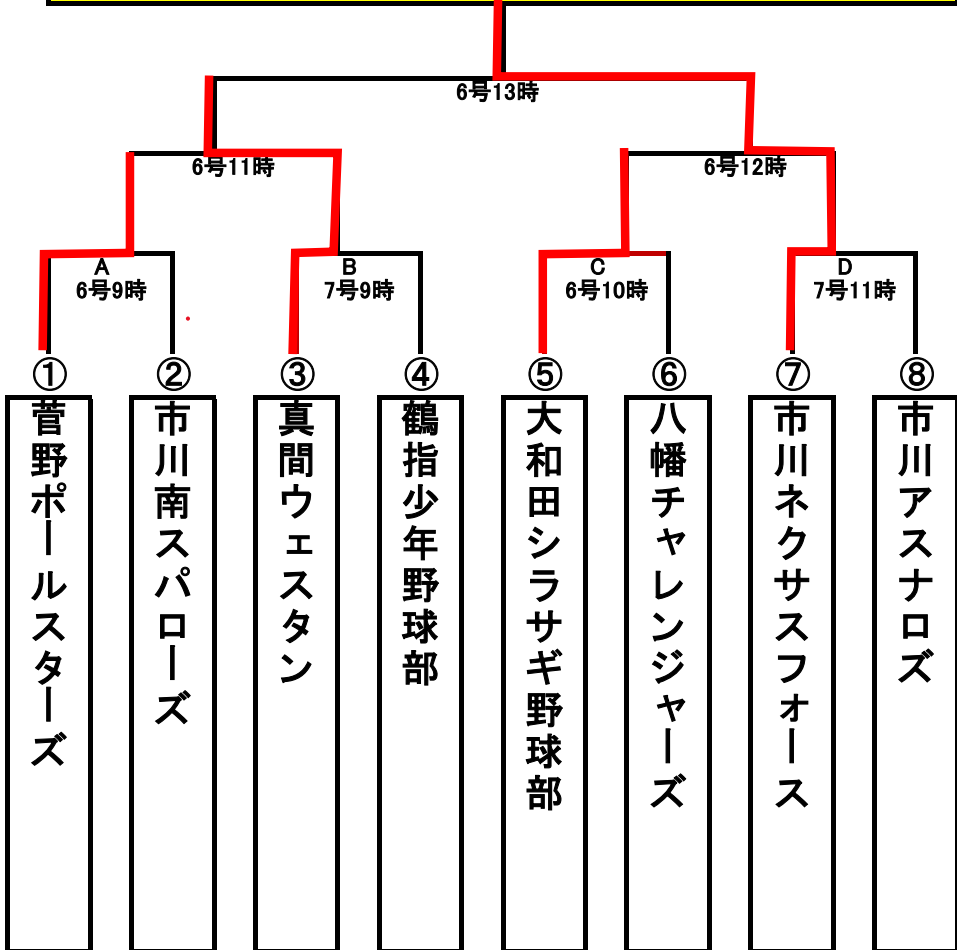 6号13時
6号11時
6号12時
A
6号9時
B
7号9時
C
6号10時
D
7号11時
①
②
③
④
⑤
⑥
⑦
⑧
菅野ポールスターズ
市川南スパローズ
真間ウェスタン
鶴指少年野球部
大和田シラサギ野球部
八幡チャレンジャーズ
市川ネクサスフォース
市川アスナロズ